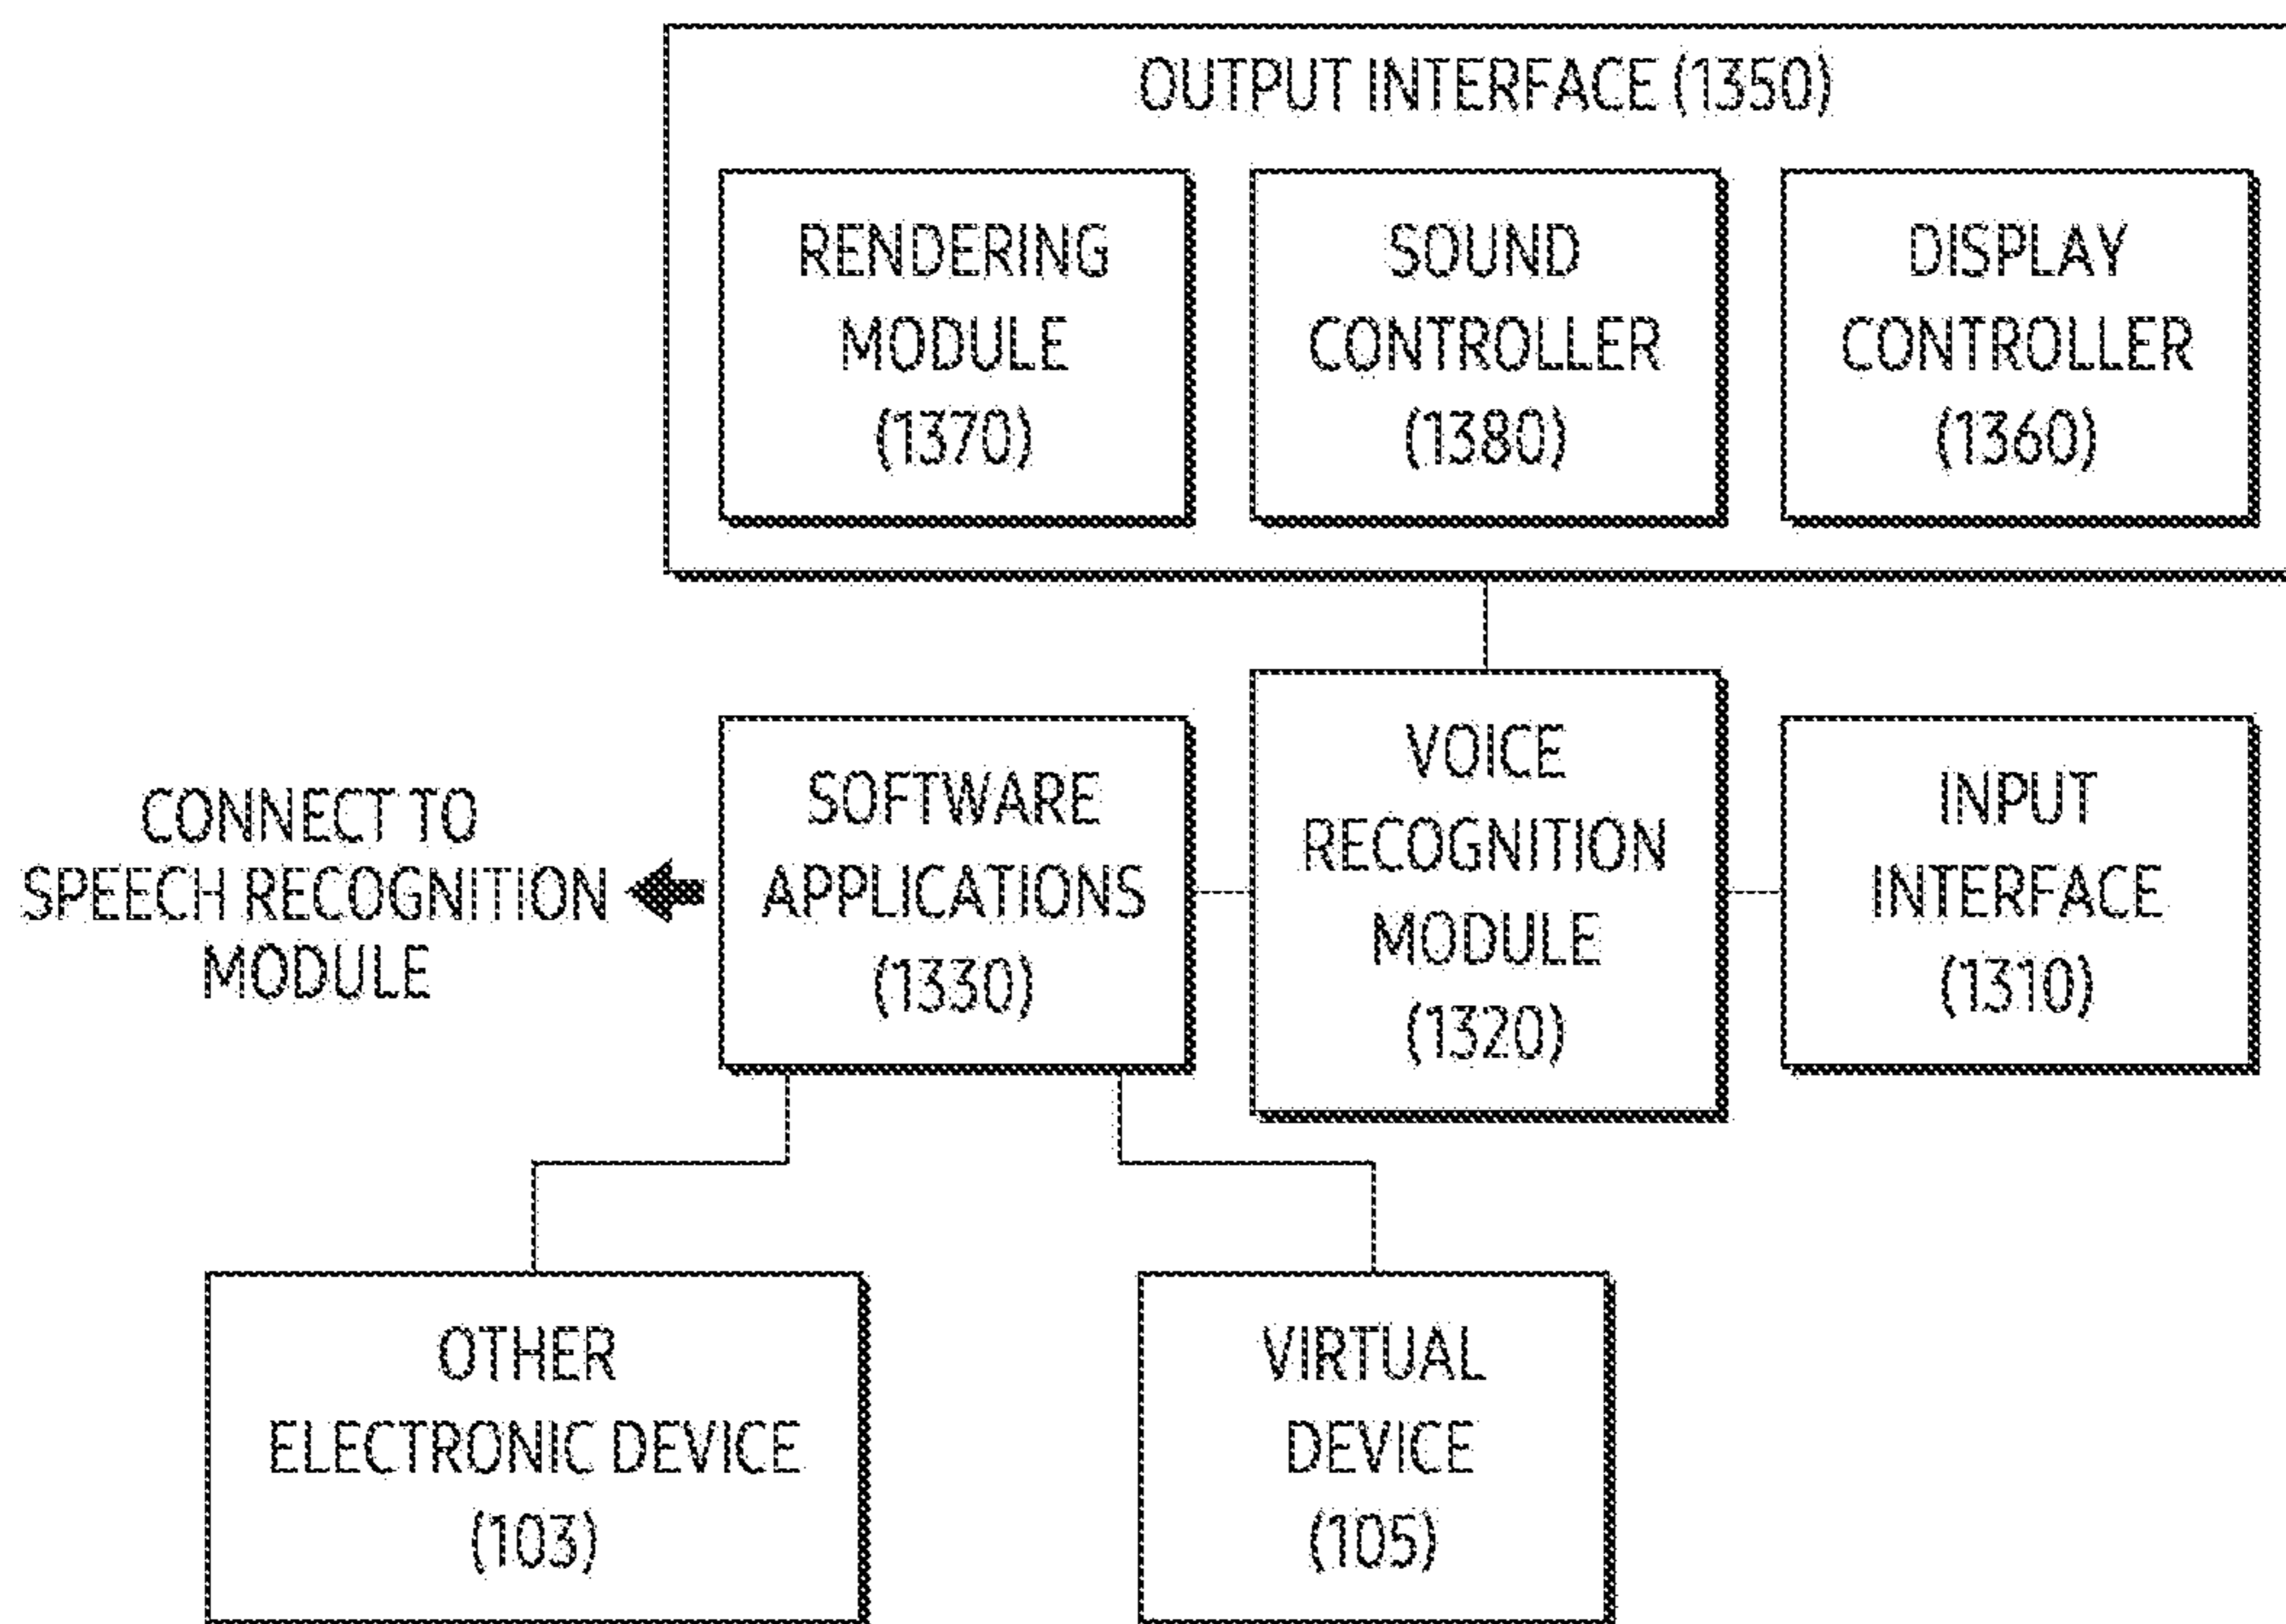 OUTPUT INTERFACE (1350)
RENDERING
MODULE
(1370)
SOUND
CONTROLLER
(1380)
DISPLAY
CONTROLLER
(1360)
CONNECT TO
SPEECH RECOGNITION
MODULE
SOFTWARE
APPLICATIONS
(1330)
VOICE
RECOGNITION
MODULE
(1320)
INPUT
INTERFACE
(1310)
OTHER
ELECTRONIC DEVICE
(103)
VIRTUAL
DEVICE
(105)